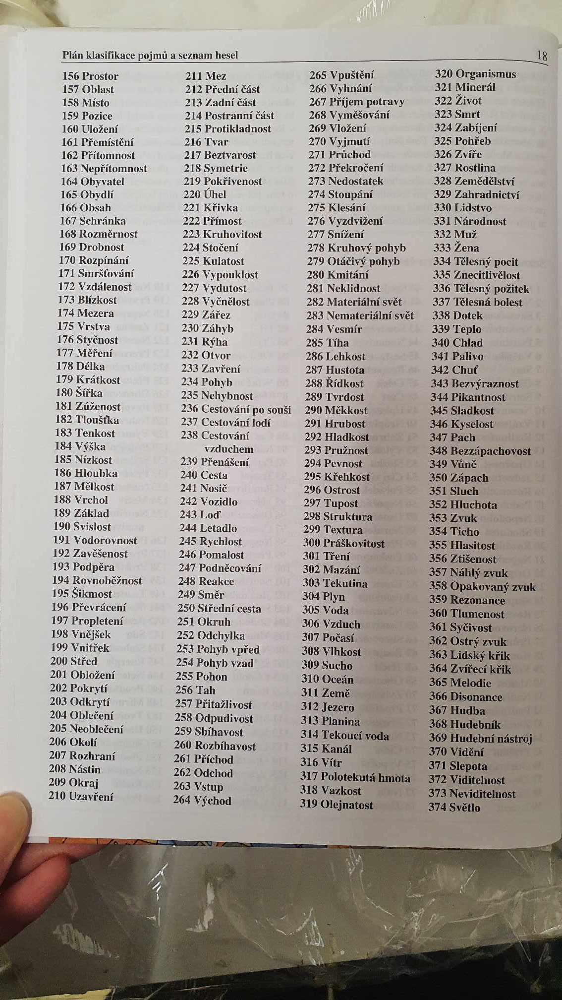 Plán klasifikace pojmů a seznam hesel
18
156 Prostor
157 Oblast
158 Místo
159 Pozice
160 Uložení
161 Přemístění
162 Přítomnost
163 Nepřítomnost
164 Obyvatel
165 Obydlí
166 Obsah
167 Schránka
168 Rozměrnost
169 Drobnost
170 Rozpínání
171 Smršťování
172 Vzdálenost
173 Blízkost
174 Mezera
175 Vrstva
176 Styčnost
177 Měření
178 Délka
179 Krátkost
180 Šířka
181 Zúženost
182 Tloušťka
183 Tenkost
184 Výška
185 Nízkost
186 Hloubka
187 Mělkost
188 Vrchol
189 Základ
190 Svislost
191 Vodorovnost
192 Zavěšenost
193 Podpěra
194 Rovnoběžnost
195 Šikmost
196 Převrácení
197 Propletení
198 Vnějšek
199 Vnitřek
200 Střed
201 Obložení
202 Pokrytí
203 Odkrytí
204 Oblečení
205 Neoblečení
206 Okolí
207 Rozhraní
208 Nástin
209 Okraj
210 Uzavření
211 Mez
212 Přední část
213 Zadní část
214 Postranní část
215 Protikladnost
216 Tvar
217 Beztvarost
218 Symetrie
219 Pokřivenost
220 Úhel
221 Křivka
222 Přímost
223 Kruhovitost
224 Stočení
225 Kulatost
226 Vypouklost
227 Vydutost
228 Vyčnělost
229 Zářez
230 Záhyb
231 Rýha
232 Otvor
233 Zavření
234 Pohyb
235 Nehybnost
236 Cestování po souši
237 Cestování lodí
238 Cestování
vzduchem
239 Přenášení
240 Cesta
241 Nosič
242 Vozidlo
243 Loď
244 Letadlo
245 Rychlost
246 Pomalost
247 Podněcování
248 Reakce
249 Směr
250 Střední cesta
251 Okruh
252 Odchylka
253 Pohyb vpřed
254 Pohyb vzad
255 Pohon
256 Tah
257 Přitažlivost
258 Odpudivost
259 Sbíhavost
260 Rozbíhavost
261 Příchod
262 Odchod
263 Vstup
264 Východ
265 Vpuštění
266 Vyhnání
267 Příjem potravy
268 Vyměšování
269 Vložení
270 Vyjmutí
271 Průchod
272 Překročení
273 Nedostatek
274 Stoupání
275 Klesání
276 Vyzdvižení
277 Snížení
278 Kruhový pohyb
279 Otáčivý pohyb
280 Kmitání
281 Neklidnost
282 Materiální svět
283 Nemateriální svět
284 Vesmír
285 Tíha
286 Lehkost
287 Hustota
288 Řídkost
289 Tvrdost
290 Měkkost
291 Hrubost
292 Hladkost
293 Pružnost
294 Pevnost
295 Křehkost
296 Ostrost
297 Tupost
298 Struktura
299 Textura
300 Práškovitost
301 Tření
302 Mazání
303 Tekutina
304 Plyn
305 Voda
306 Vzduch
307 Počasí
308 Vlhkost
309 Sucho
310 Oceán
311 Země
312 Jezero
313 Planina
314 Tekoucí voda
315 Kanál
316 Vítr
317 Polotekutá hmota
318 Vazkost
319 Olejnatost
320 Organismus
321 Minerál
322 Život
323 Smrt
324 Zabíjení
325 Pohřeb
326 Zvíře
327 Rostlina
328 Zemědělství
329 Zahradnictví
330 Lidstvo
331 Národnost
332 Muž
333 Žena
334 Tělesný pocit
335 Znecitlivělost
336 Tělesný požitek
337 Tělesná bolest
338 Dotek
339 Teplo
340 Chlad
341 Palivo
342 Chuť
343 Bezvýraznost
344 Pikantnost
345 Sladkost
346 Kyselost
347 Pach
348 Bezzápachovost
349 Vůně
350 Zápach
351 Sluch
352 Hluchota
353 Zvuk
354 Ticho
355 Hlasitost
356 Ztišenost
357 Náhlý zvuk
358 Opakovaný zvuk
359 Rezonance
360 Tlumenost
361 Syčivost
362 Ostrý zvuk
363 Lidský křik
364 Zvířecí křik
365 Melodie
366 Disonance
367 Hudba
368 Hudebník
369 Hudební nástroj
370 Vidění
371 Slepota
372 Viditelnost
373 Neviditelnost
374 Světlo